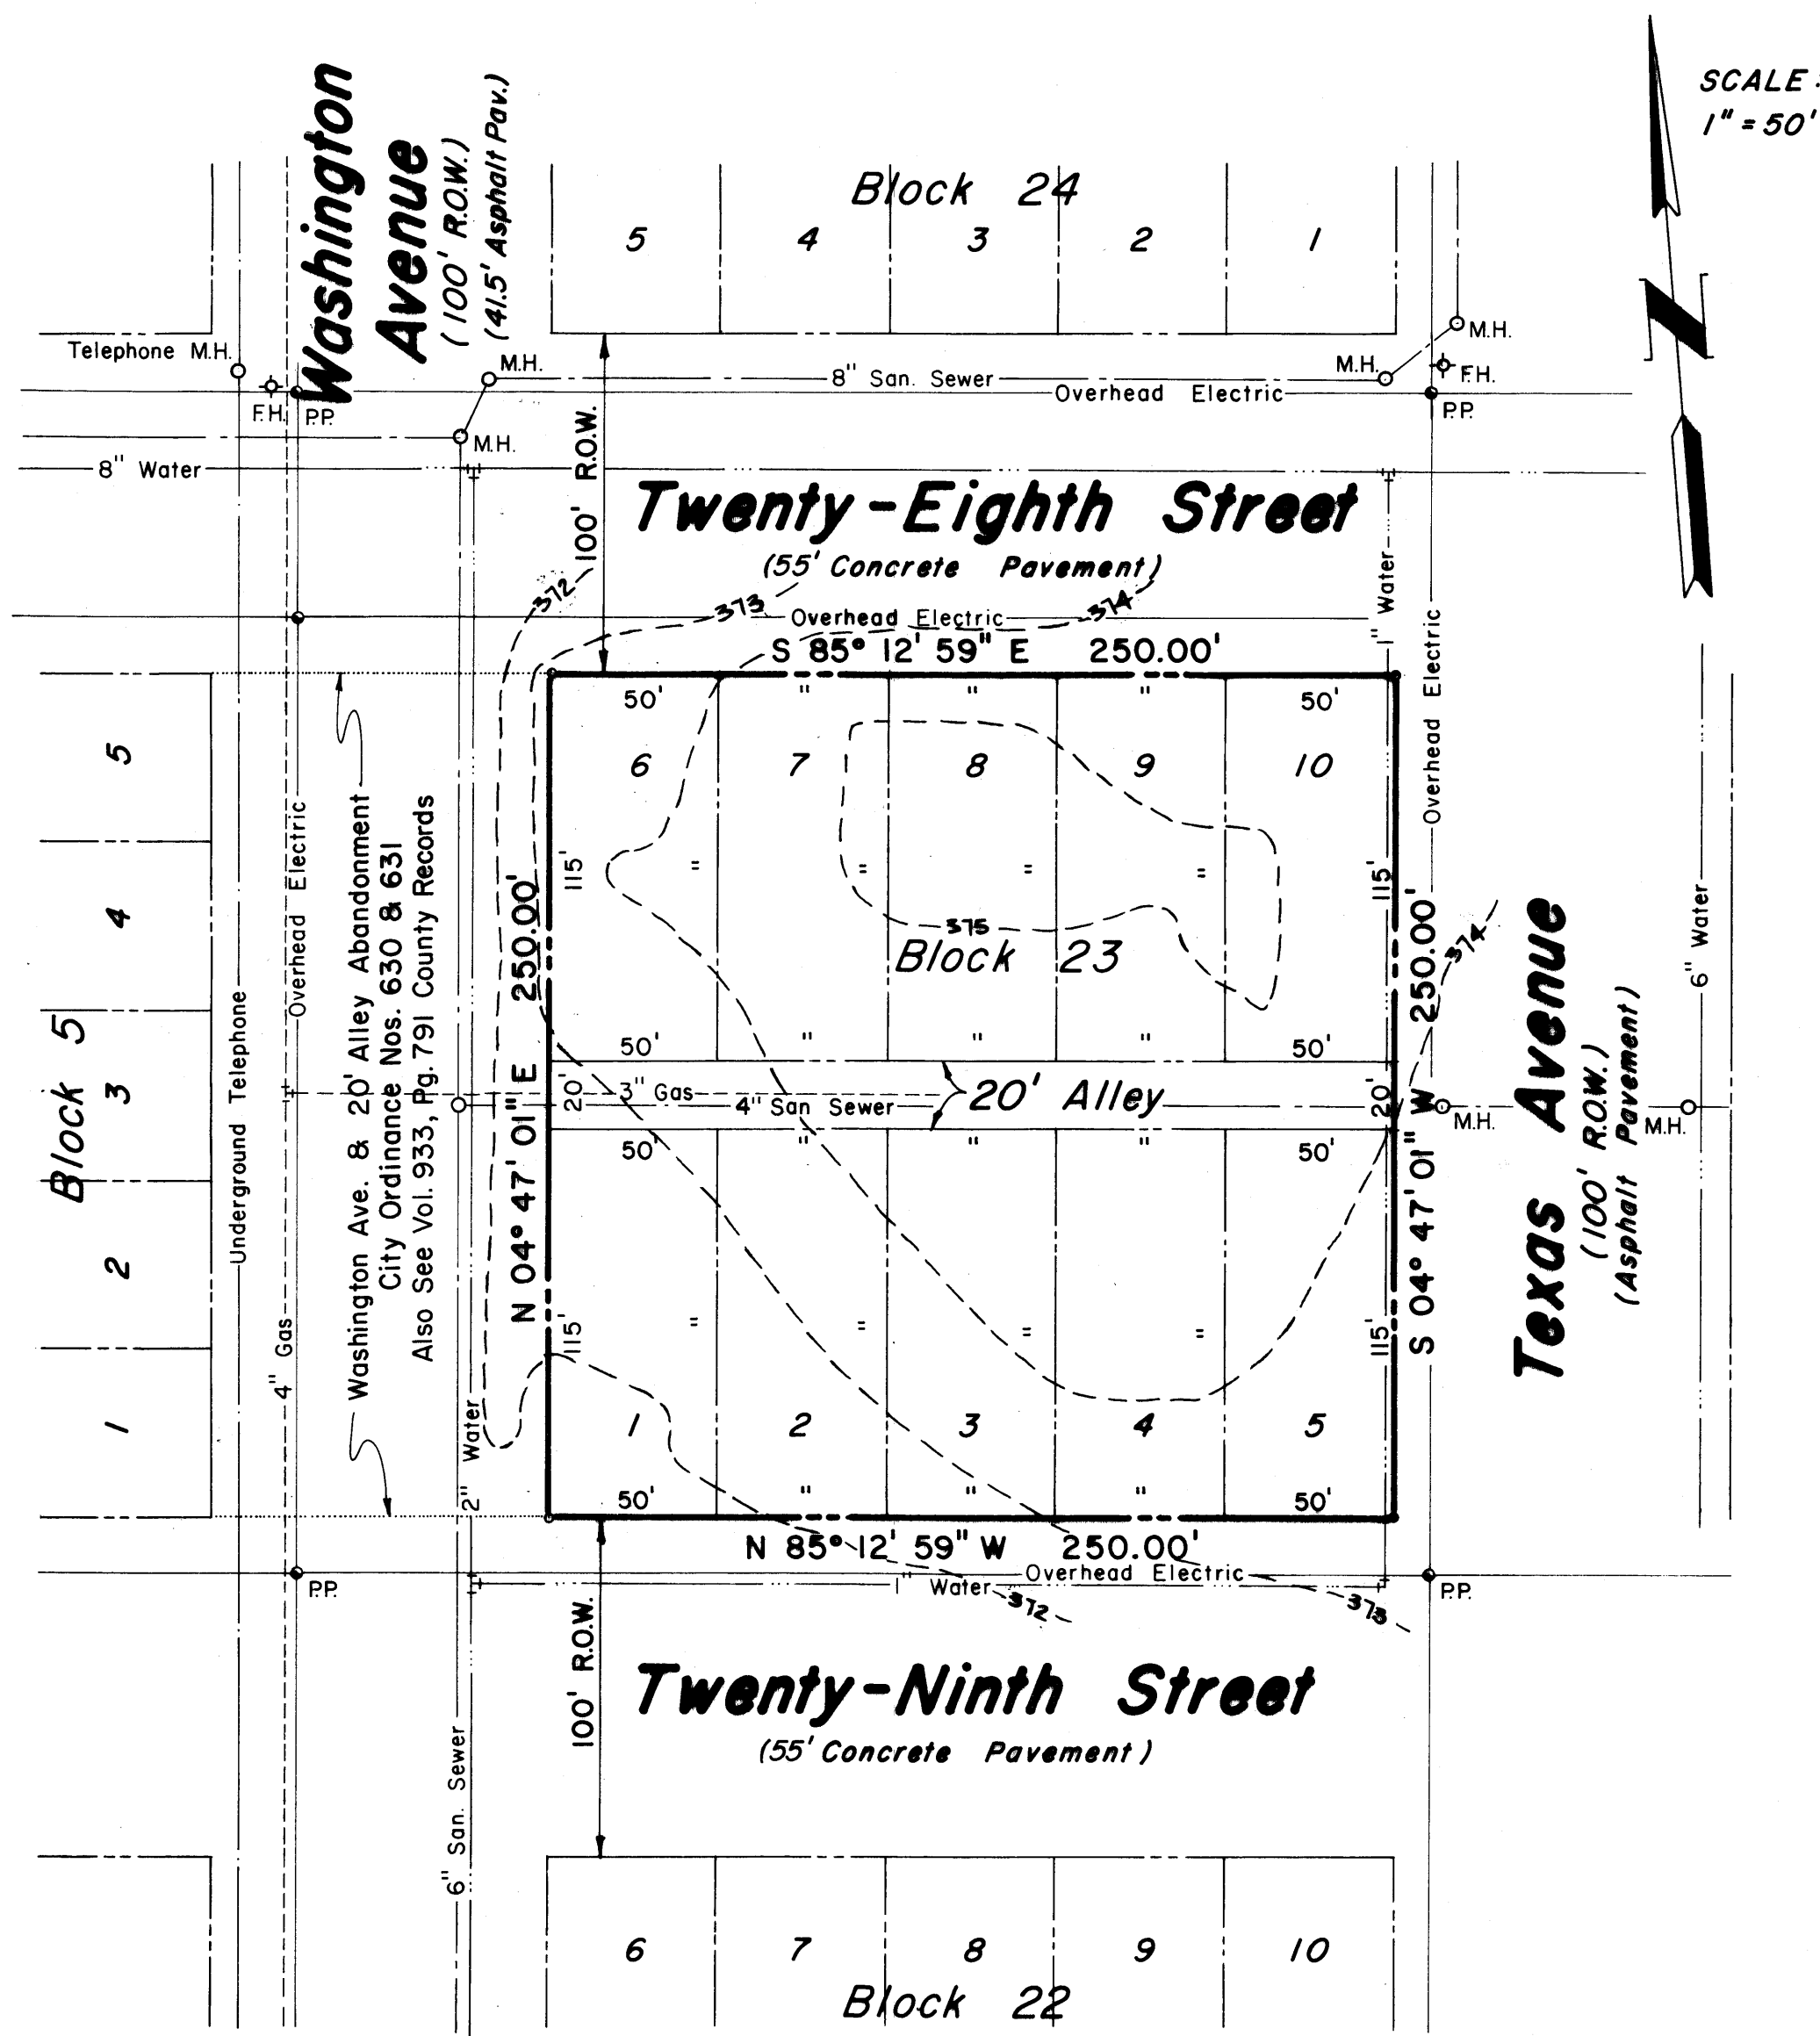 SCALE:
1" = 50'
N
Washington
Avenue
(100' R.O.W.)
(41.5' Asphalt Pav.)
Block 24
5 4 3 2 1
Telephone M.H.
F.H.
P.P.
M.H.
M.H.
8" San. Sewer
Overhead Electric
M.H.
M.H.
F.H.
P.P.
8" Water
100' R.O.W.
Twenty-Eighth Street
(55' Concrete Pavement)
372
373
374
1" Water
Overhead Electric
S 85° 12' 59" E 250.00'
50' " " " 50'
6 7 8 9 10
115' " " " " 115'
375
Block 23
50' " " " 50'
20' 3" Gas 4" San Sewer 20' Alley 20'
50' " " " 50'
115' " " " " 115'
1 2 3 4 5
50' " " " 50'
N 04° 47' 01" E 250.00'
S 04° 47' 01" W 250.00'
Overhead Electric
374
M.H.
M.H.
6" Water
Texas Avenue
(100' R.O.W.)
(Asphalt Pavement)
Block 5
5
4
3
2
1
Underground Telephone
4" Gas
Overhead Electric
Washington Ave. & 20' Alley Abandonment
City Ordinance Nos. 630 & 631
Also See Vol. 933, Pg. 791 County Records
2" Water
N 85° 12' 59" W 250.00'
P.P.
1" Water
Overhead Electric
P.P.
372
373
100' R.O.W.
Twenty-Ninth Street
(55' Concrete Pavement)
6" San. Sewer
6 7 8 9 10
Block 22